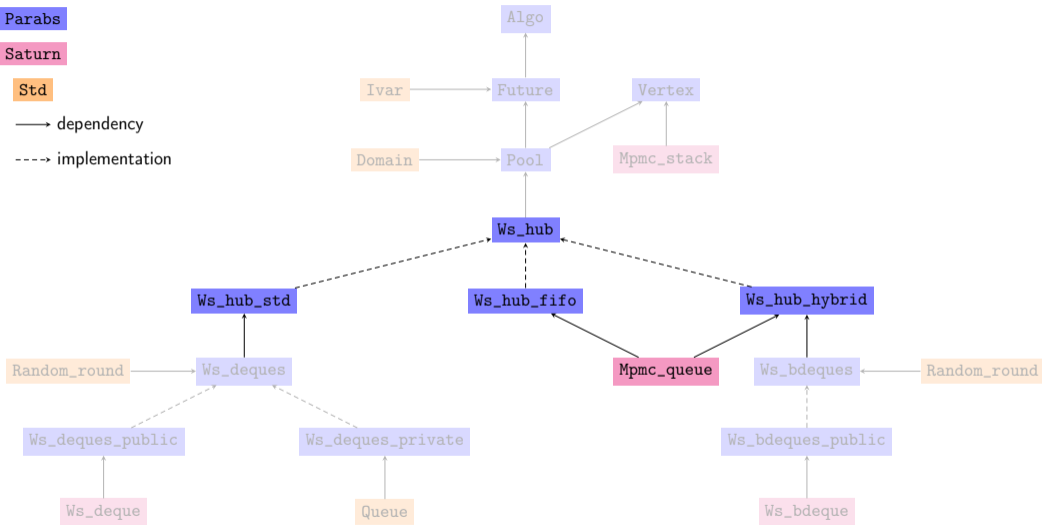 Parabs
Algo
Saturn
Std
Ivar
Future
Vertex
dependency
implementation
Domain
Pool
Mpmc_stack
Ws_hub
Ws_hub_std
Ws_hub_fifo
Ws_hub_hybrid
Random_round
Ws_deques
Mpmc_queue
Ws_bdeques
Random_round
Ws_deques_public
Ws_deques_private
Ws_bdeques_public
Ws_deque
Queue
Ws_bdeque